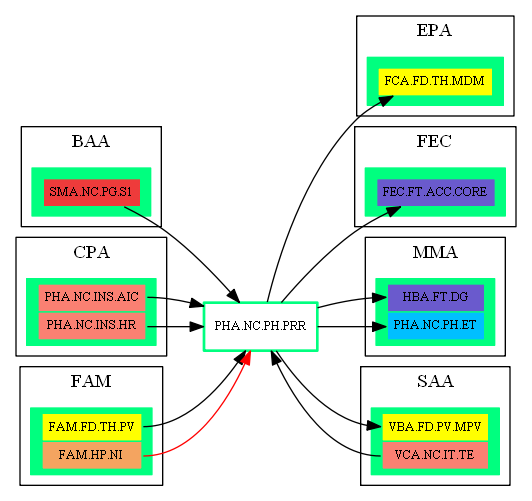 EPA
FCA.FD.TH.MDM
BAA
SMA.NC.PG.S1
FEC
FEC.FT.ACC.CORE
CPA
PHA.NC.INS.AIC
PHA.NC.INS.HR
PHA.NC.PH.PRR
MMA
HBA.FT.DG
PHA.NC.PH.ET
FAM
FAM.FD.TH.PV
FAM.HP.NI
SAA
VBA.FD.PV.MPV
VCA.NC.IT.TE